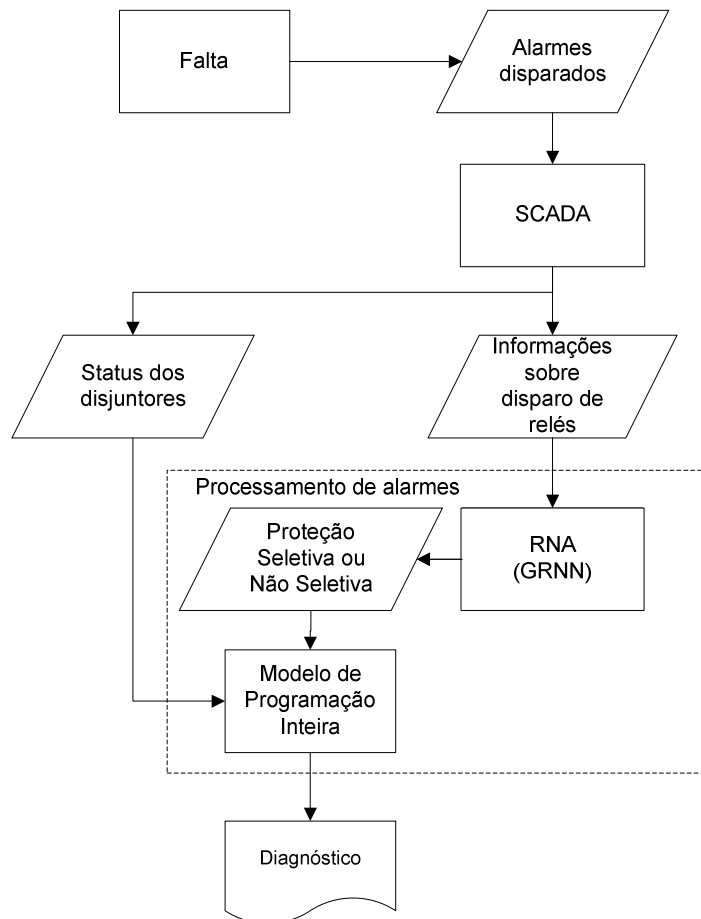 Falta
Alarmes
disparados
SCADA
Status dos
disjuntores
Informações
sobre
disparo de
relés
Processamento de alarmes
Proteção
Seletiva ou
Não Seletiva
RNA
(GRNN)
Modelo de
Programação
Inteira
Diagnóstico